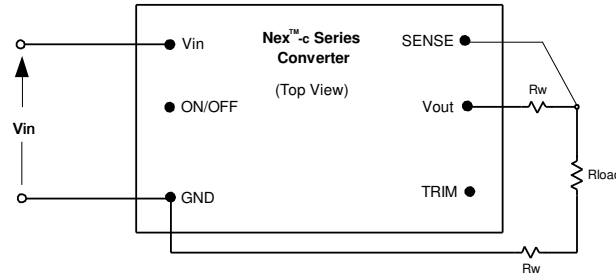 Nex™-c Series
Converter
(Top View)
Vin
SENSE
ON/OFF
Vout
Rw
Vin
Rload
GND
TRIM
Rw